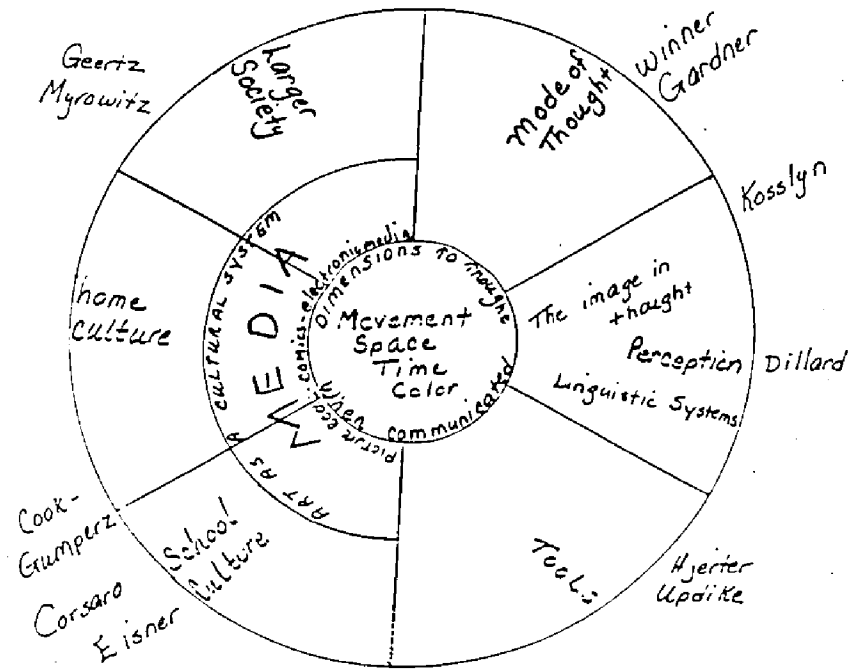 Geertz
Myrowitz
Larger
Society
Mode of
Thought
Winner
Gardner
Kosslyn
home
culture
ART AS A CULTURAL SYSTEM
MEDIA
comics-electronic media
Dimensions to Thought
When communicated
Movement
Space
Time
Color
The image in
thought
Perception
Linguistic Systems
Dillard
Cook-
Gumperz
Corsaro
Eisner
School
Culture
Tools
Hjerter
Updike
Picture